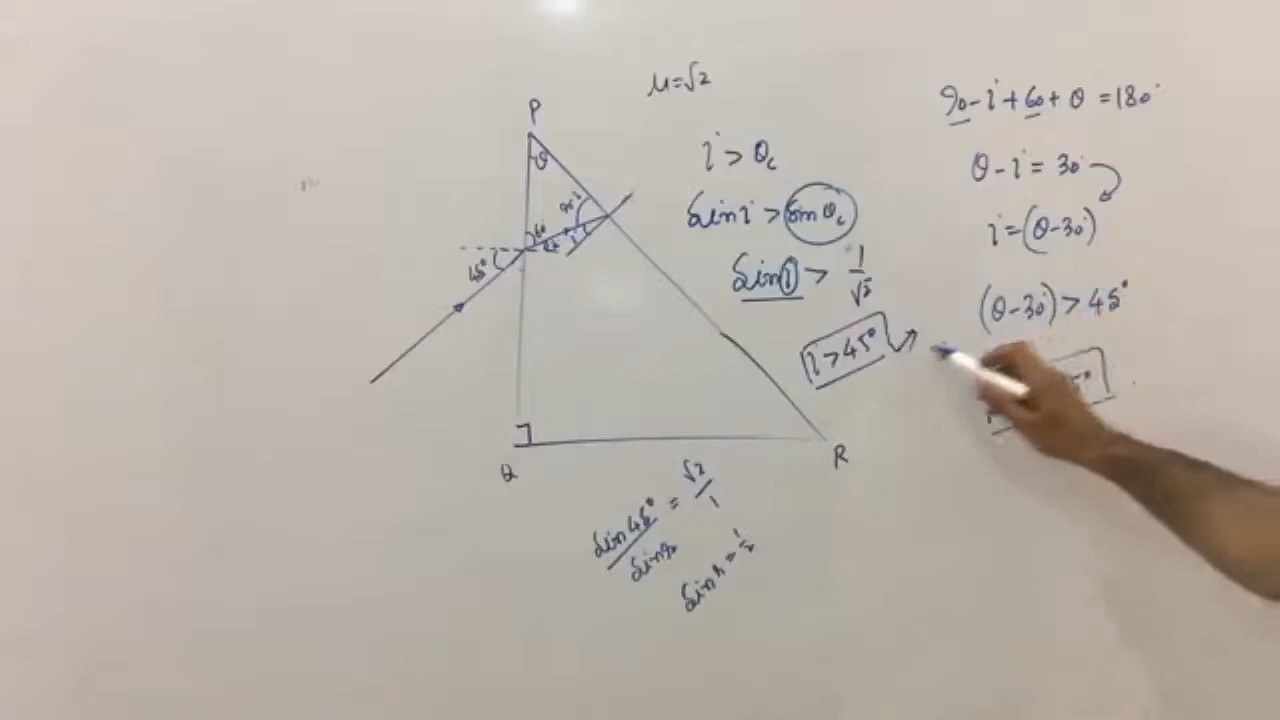 μ=√2
P
θ
90-i
60
r
i
45°
Q
R
i > θc
Sin i > Sin θc
Sin i > 1/√2
i > 45°
90-i+60+θ = 180°
θ-i = 30
i = (θ-30)
(θ-30) > 45°
5°
Sin 45°/Sin r = √2/1
Sin r = 1/2